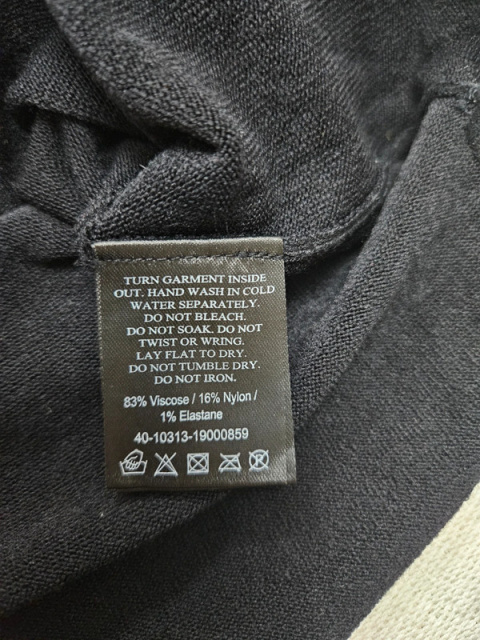 TURN GARMENT INSIDE
OUT. HAND WASH IN COLD
WATER SEPARATELY.
DO NOT BLEACH.
DO NOT SOAK. DO NOT
TWIST OR WRING.
LAY FLAT TO DRY.
DO NOT TUMBLE DRY.
DO NOT IRON.
83% Viscose / 16% Nylon /
1% Elastane
40-10313-19000859